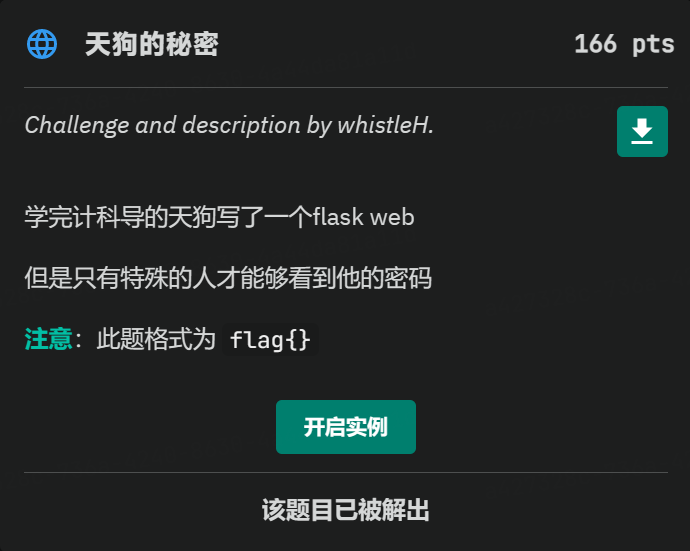 天狗的秘密 166 pts
Challenge and description by whistleH.
学完计科导的天狗写了一个flask web
但是只有特殊的人才能够看到他的密码
注意：此题格式为 flag{}
开启实例
该题目已被解出